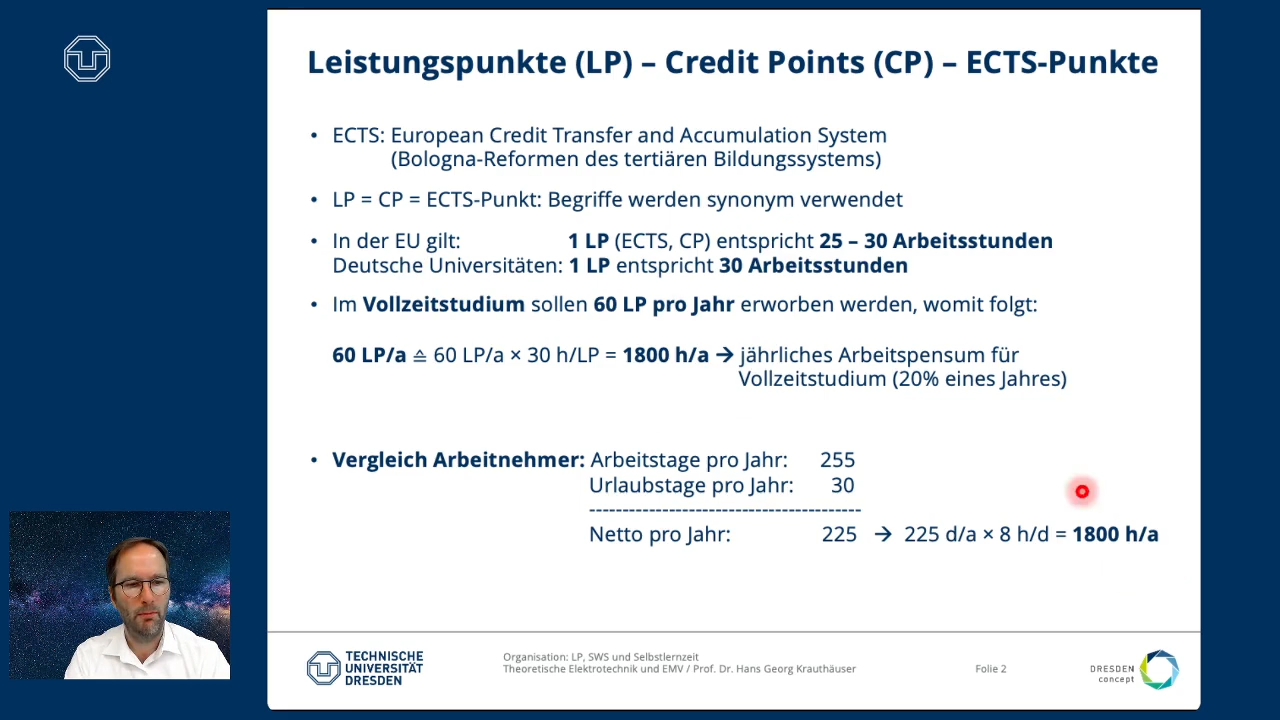 Leistungspunkte (LP) – Credit Points (CP) – ECTS-Punkte
• ECTS: European Credit Transfer and Accumulation System
(Bologna-Reformen des tertiären Bildungssystems)
• LP = CP = ECTS-Punkt: Begriffe werden synonym verwendet
• In der EU gilt: 1 LP (ECTS, CP) entspricht 25 – 30 Arbeitsstunden
Deutsche Universitäten: 1 LP entspricht 30 Arbeitsstunden
• Im Vollzeitstudium sollen 60 LP pro Jahr erworben werden, womit folgt:
60 LP/a ≙ 60 LP/a × 30 h/LP = 1800 h/a → jährliches Arbeitspensum für
Vollzeitstudium (20% eines Jahres)
• Vergleich Arbeitnehmer: Arbeitstage pro Jahr: 255
Urlaubstage pro Jahr: 30
-----------------------------------------
Netto pro Jahr: 225 → 225 d/a × 8 h/d = 1800 h/a
TECHNISCHE
UNIVERSITÄT
DRESDEN
Organisation: LP, SWS und Selbstlernzeit
Theoretische Elektrotechnik und EMV / Prof. Dr. Hans Georg Krauthäuser
Folie 2
DRESDEN
concept